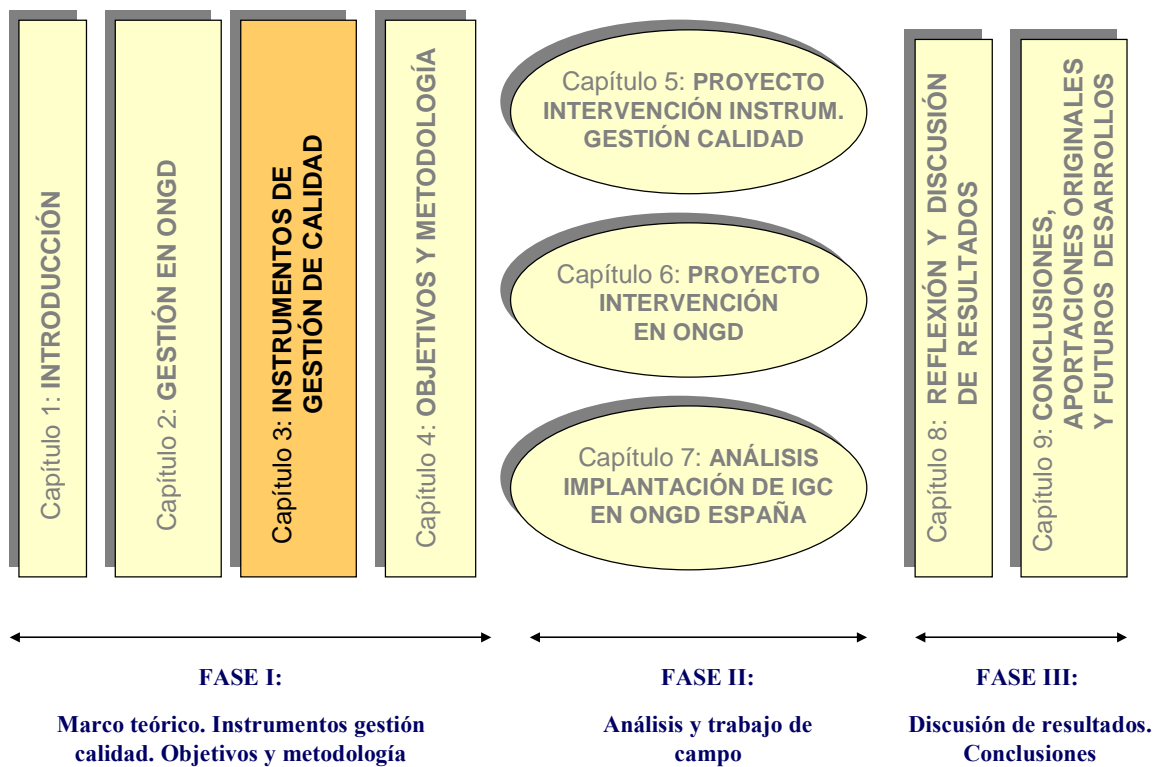 Capítulo 1: INTRODUCCIÓN
Capítulo 2: GESTIÓN EN ONGD
Capítulo 3: INSTRUMENTOS DE
GESTIÓN DE CALIDAD
Capítulo 4: OBJETIVOS Y METODOLOGÍA
Capítulo 5: PROYECTO
INTERVENCIÓN INSTRUM.
GESTIÓN CALIDAD
Capítulo 6: PROYECTO
INTERVENCIÓN
EN ONGD
Capítulo 7: ANÁLISIS
IMPLANTACIÓN DE IGC
EN ONGD ESPAÑA
Capítulo 8: REFLEXIÓN Y DISCUSIÓN
DE RESULTADOS
Capítulo 9: CONCLUSIONES,
APORTACIONES ORIGINALES
Y FUTUROS DESARROLLOS
FASE I:
Marco teórico. Instrumentos gestión
calidad. Objetivos y metodología
FASE II:
Análisis y trabajo de
campo
FASE III:
Discusión de resultados.
Conclusiones